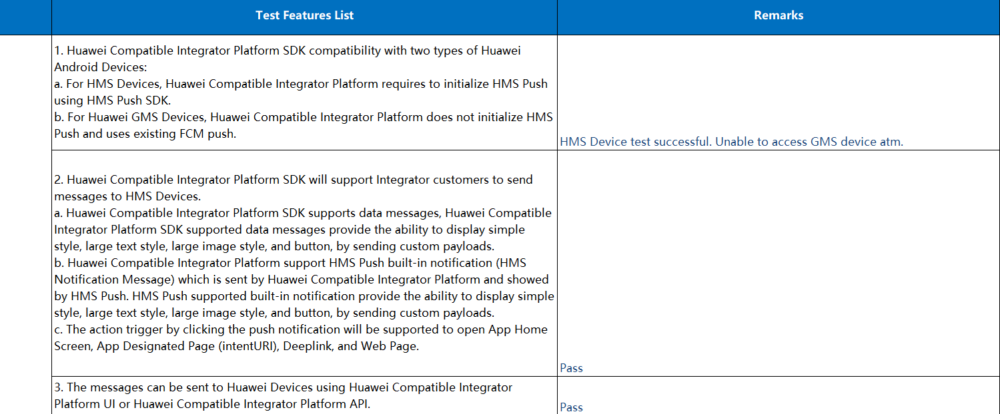 Test Features List
Remarks
1. Huawei Compatible Integrator Platform SDK compatibility with two types of Huawei
Android Devices:
a. For HMS Devices, Huawei Compatible Integrator Platform requires to initialize HMS Push
using HMS Push SDK.
b. For Huawei GMS Devices, Huawei Compatible Integrator Platform does not initialize HMS
Push and uses existing FCM push.
HMS Device test successful. Unable to access GMS device atm.
2. Huawei Compatible Integrator Platform SDK will support Integrator customers to send
messages to HMS Devices.
a. Huawei Compatible Integrator Platform SDK supports data messages, Huawei Compatible
Integrator Platform SDK supported data messages provide the ability to display simple
style, large text style, large image style, and button, by sending custom payloads.
b. Huawei Compatible Integrator Platform support HMS Push built-in notification (HMS
Notification Message) which is sent by Huawei Compatible Integrator Platform and showed
by HMS Push. HMS Push supported built-in notification provide the ability to display simple
style, large text style, large image style, and button, by sending custom payloads.
c. The action trigger by clicking the push notification will be supported to open App Home
Screen, App Designated Page (intentURI), Deeplink, and Web Page.
Pass
3. The messages can be sent to Huawei Devices using Huawei Compatible Integrator
Platform UI or Huawei Compatible Integrator Platform API.
Pass